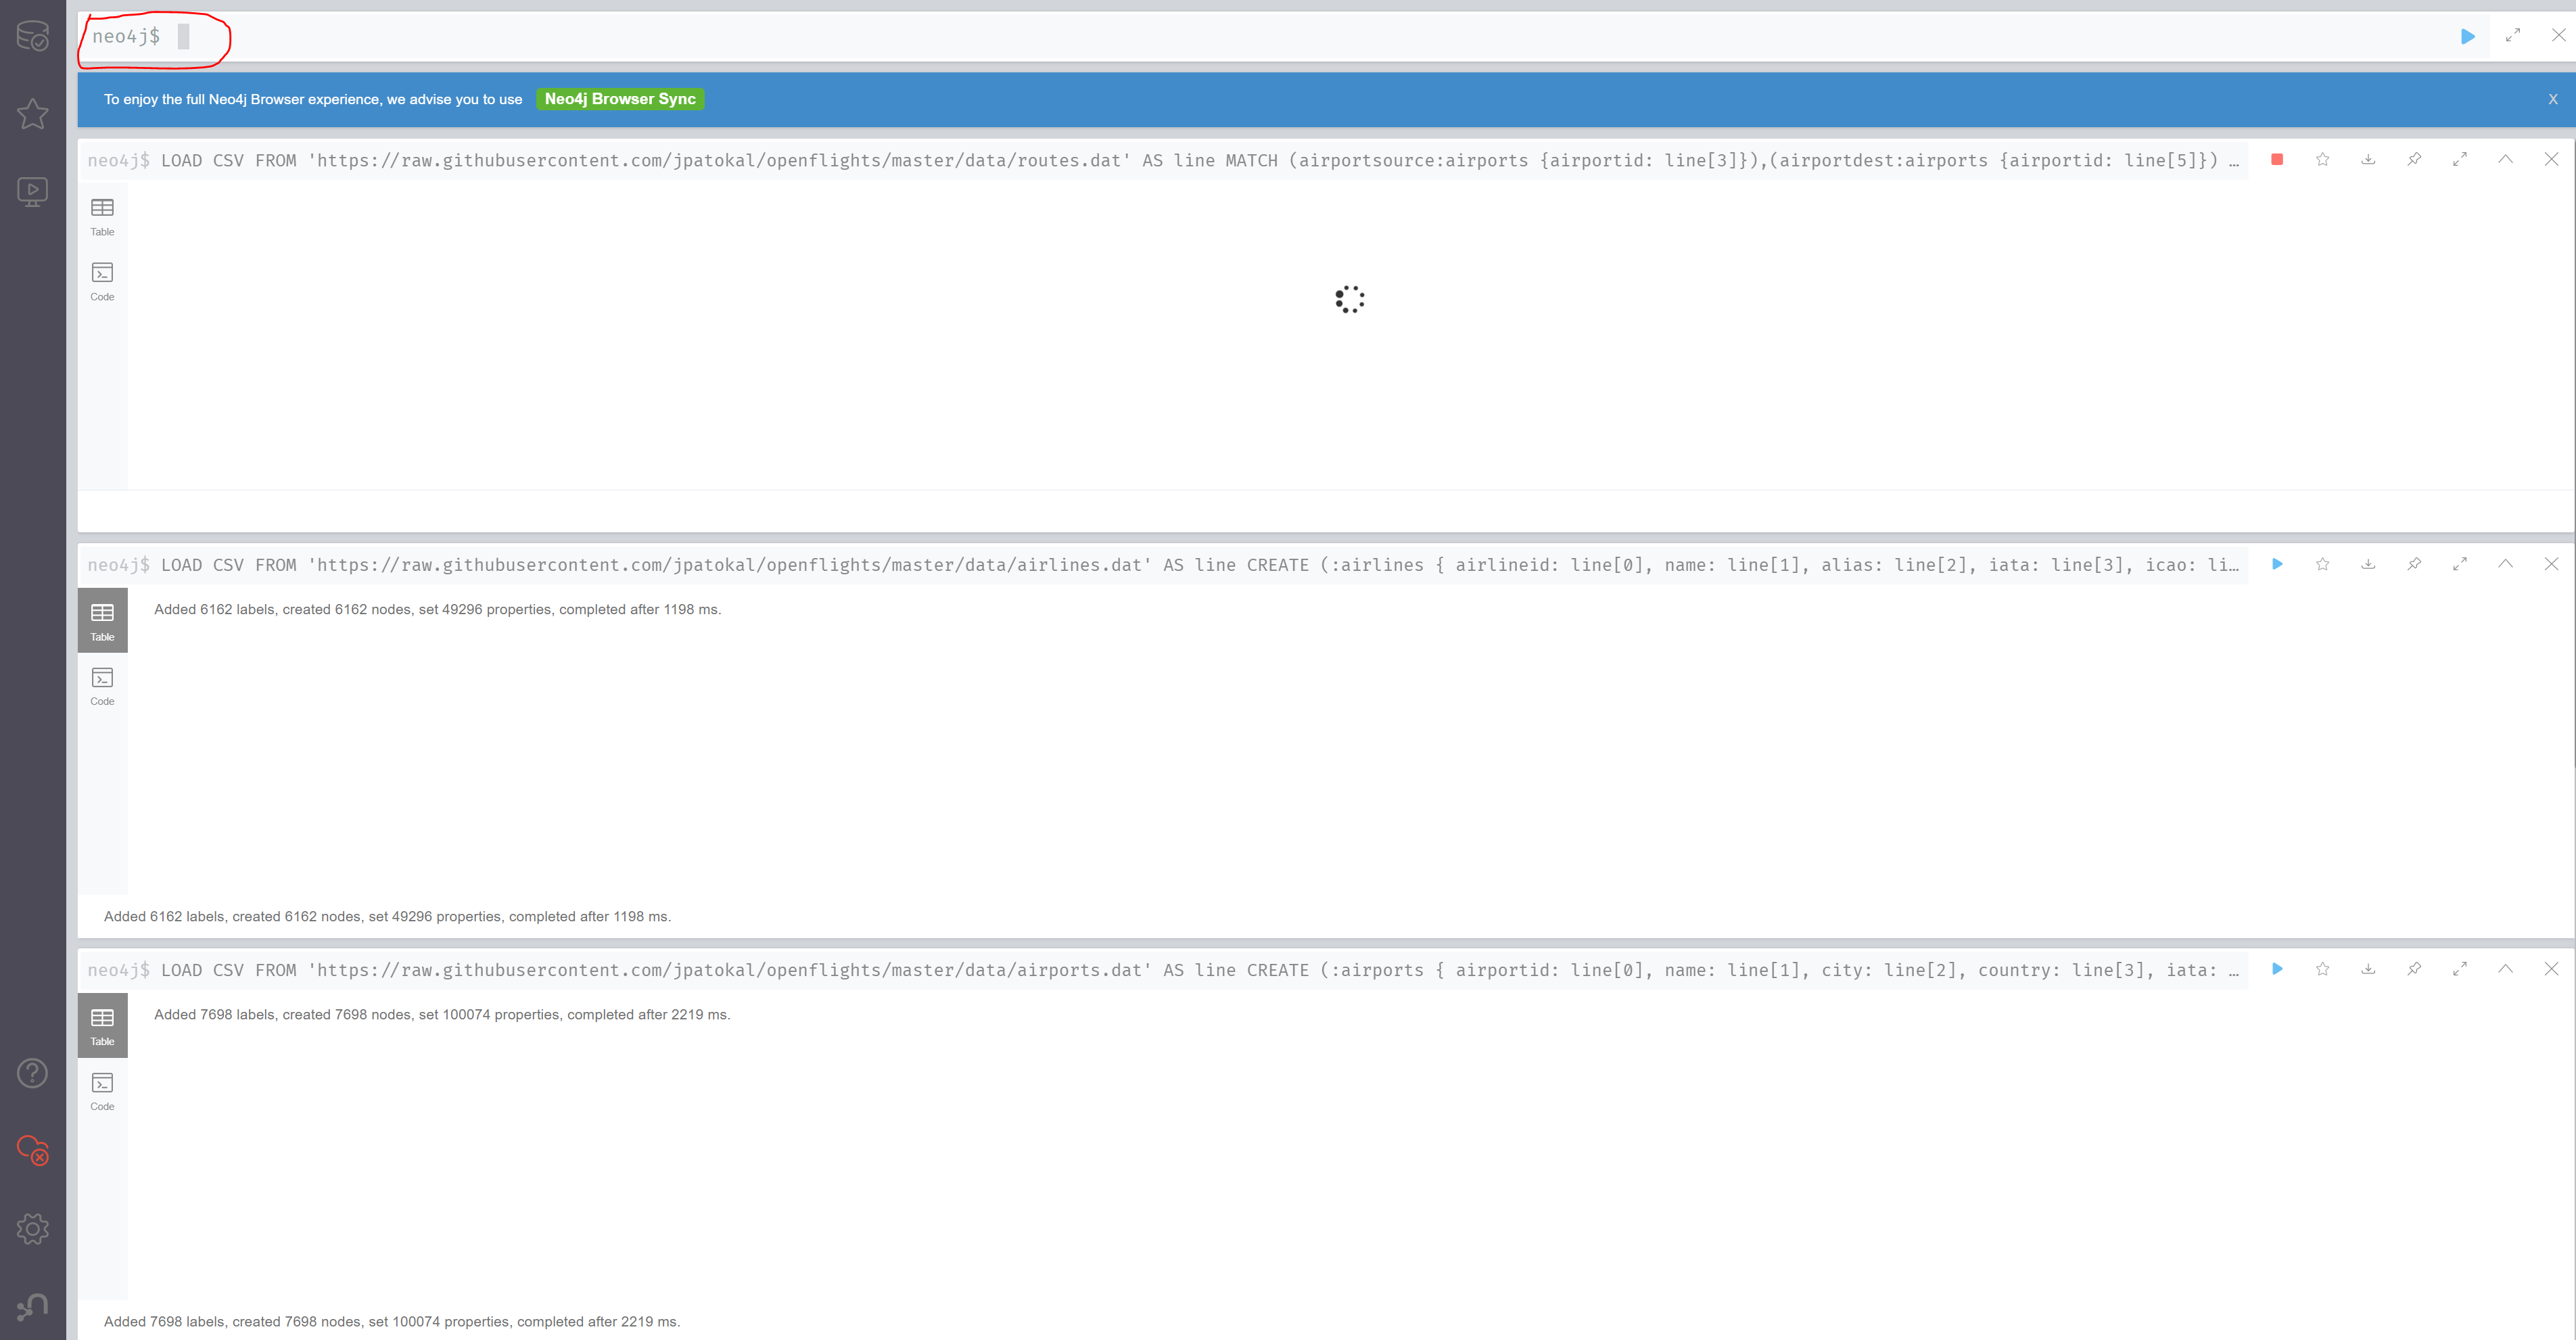 neo4j$
To enjoy the full Neo4j Browser experience, we advise you to use Neo4j Browser Sync X
neo4j$ LOAD CSV FROM 'https://raw.githubusercontent.com/jpatokal/openflights/master/data/routes.dat' AS line MATCH (airportsource:airports {airportid: line[3]}),(airportdest:airports {airportid: line[5]}) …
Table
Code
neo4j$ LOAD CSV FROM 'https://raw.githubusercontent.com/jpatokal/openflights/master/data/airlines.dat' AS line CREATE (:airlines { airlineid: line[0], name: line[1], alias: line[2], iata: line[3], icao: li…
Table
Added 6162 labels, created 6162 nodes, set 49296 properties, completed after 1198 ms.
Code
Added 6162 labels, created 6162 nodes, set 49296 properties, completed after 1198 ms.
neo4j$ LOAD CSV FROM 'https://raw.githubusercontent.com/jpatokal/openflights/master/data/airports.dat' AS line CREATE (:airports { airportid: line[0], name: line[1], city: line[2], country: line[3], iata: …
Table
Added 7698 labels, created 7698 nodes, set 100074 properties, completed after 2219 ms.
Code
Added 7698 labels, created 7698 nodes, set 100074 properties, completed after 2219 ms.